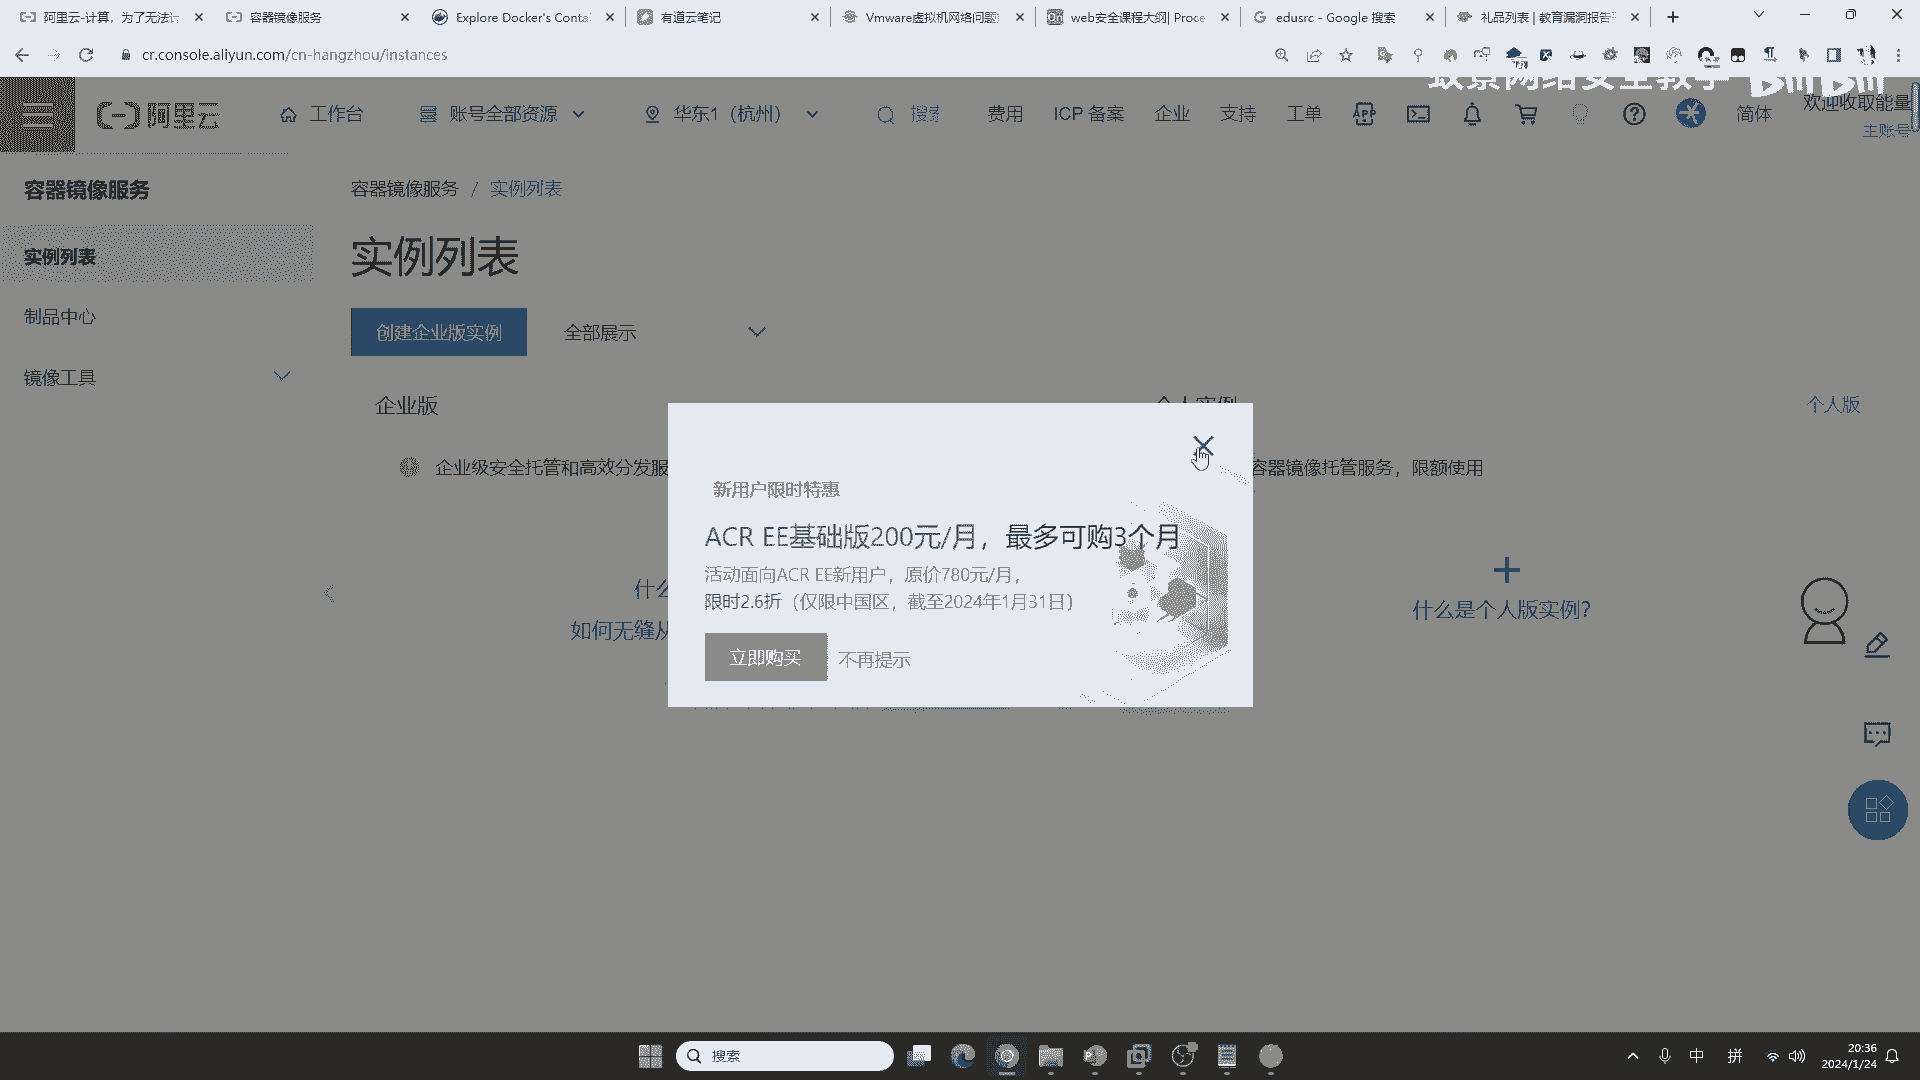 阿里云-计算，为了无法计
容器镜像服务
Explore Docker's Conta
有道云笔记
Vmware虚拟机网络问题
web安全课程大纲| Proce
edusrc - Google 搜索
礼品列表 | 教育漏洞报告
cr.console.aliyun.com/cn-hangzhou/instances
阿里云
工作台
账号全部资源
华东1（杭州）
搜索
费用
ICP 备案
企业
支持
工单
APP
简体
欢迎收取能量
主账号
容器镜像服务
实例列表
制品中心
镜像工具
容器镜像服务 / 实例列表
实例列表
创建企业版实例
全部展示
企业版
个人实例
个人版
企业级安全托管和高效分发服
容器镜像托管服务，限额使用
什么
如何无缝从
什么是个人版实例?
新用户限时特惠
ACR EE基础版200元/月，最多可购3个月
活动面向ACR EE新用户，原价780元/月，
限时2.6折（仅限中国区，截至2024年1月31日）
立即购买
不再提示
搜索
中
拼
20:36
2024/1/24